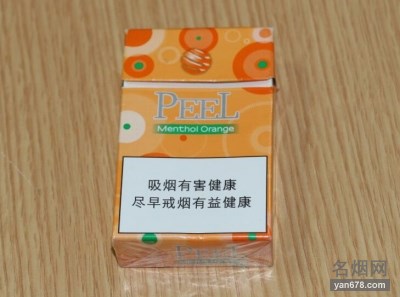 PEEL
Menthol Orange
吸烟有害健康
尽早戒烟有益健康
名烟网
yan678.com